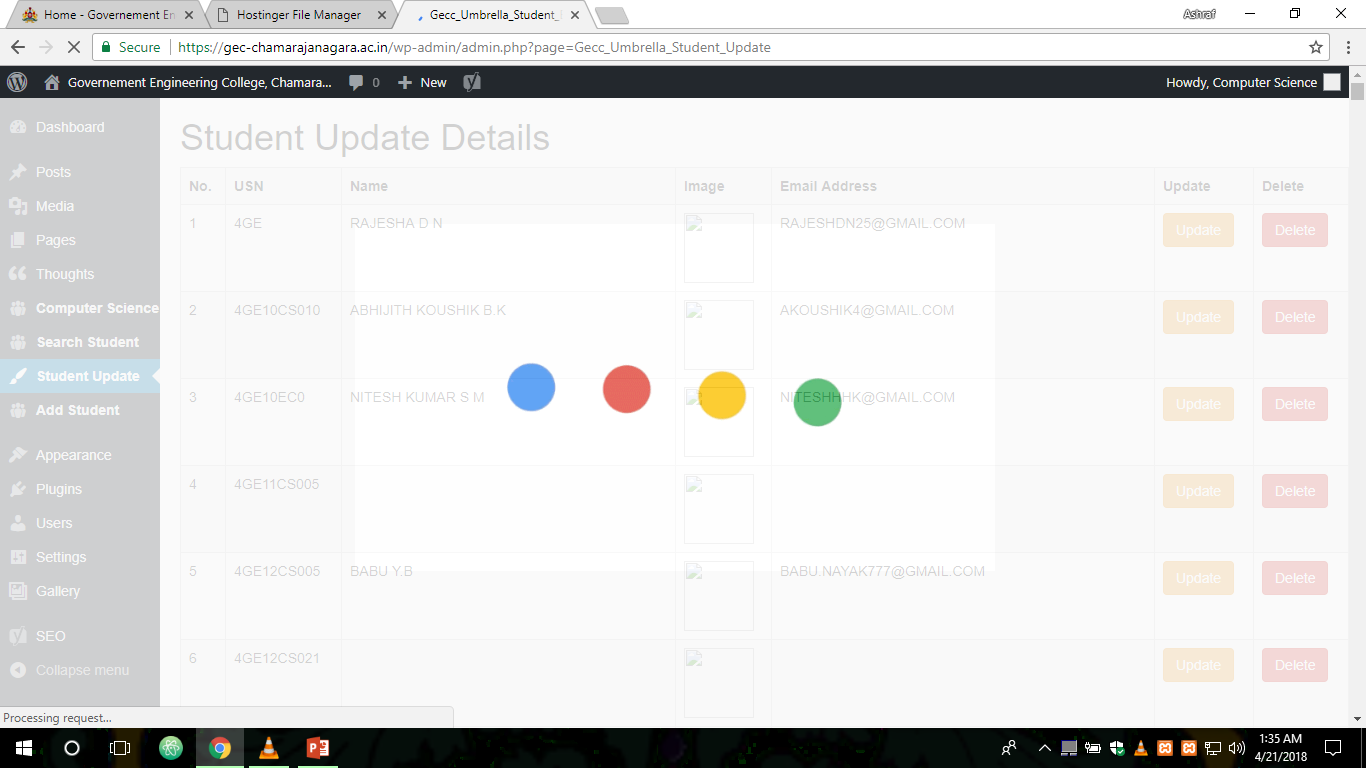 Home - Governement En
Hostinger File Manager
Gecc_Umbrella_Student_
Ashraf
Secure https://gec-chamarajanagara.ac.in/wp-admin/admin.php?page=Gecc_Umbrella_Student_Update
Governement Engineering College, Chamara... 0 New
Howdy, Computer Science
Dashboard
Posts
Media
Pages
Thoughts
Computer Science
Search Student
Student Update
Add Student
Appearance
Plugins
Users
Settings
Gallery
SEO
Collapse menu
Student Update Details
No. USN Name Image Email Address Update Delete
1 4GE RAJESHA D N RAJESHDN25@GMAIL.COM Update Delete
2 4GE10CS010 ABHIJITH KOUSHIK B K AKOUSHIK4@GMAIL.COM Update Delete
3 4GE10EC0 NITESH KUMAR S M NITESHHHK@GMAIL.COM Update Delete
4 4GE11CS005 Update Delete
5 4GE12CS005 BABU Y.B BABU.NAYAK777@GMAIL.COM Update Delete
6 4GE12CS021 Update Delete
Processing request...
1:35 AM
4/21/2018